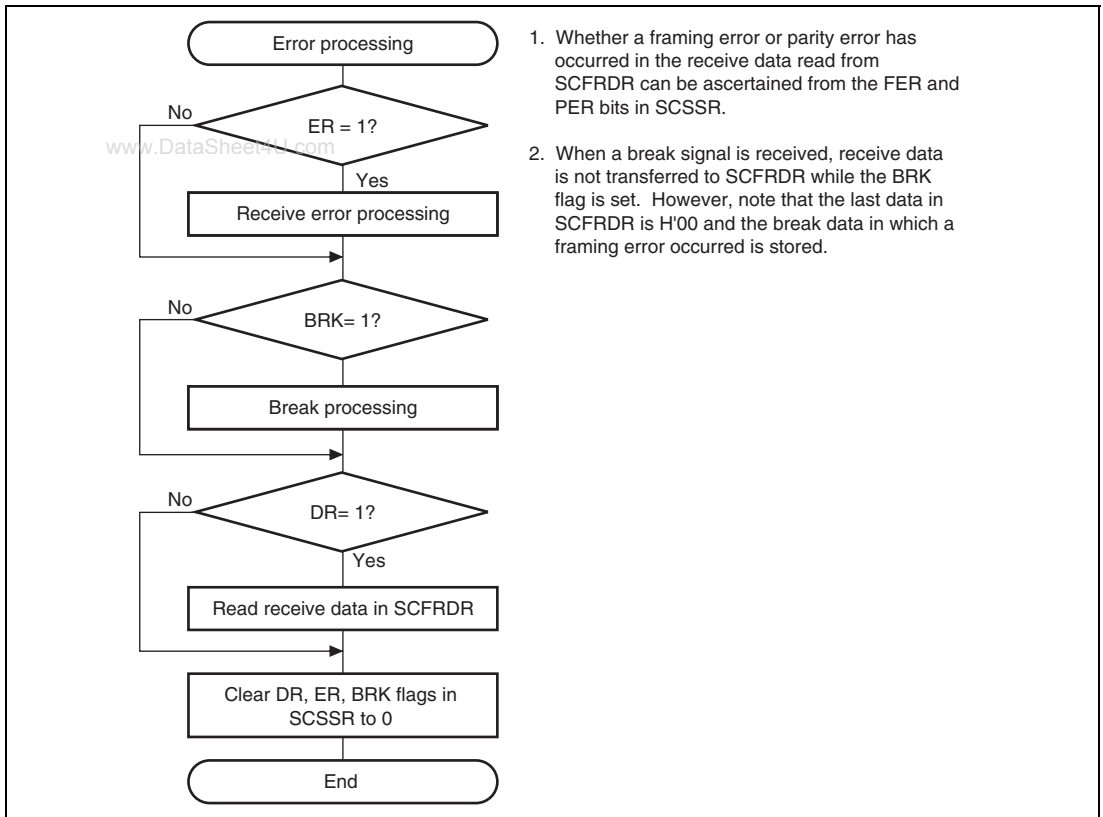 Error processing
1. Whether a framing error or parity error has
occurred in the receive data read from
SCFRDR can be ascertained from the FER and
PER bits in SCSSR.
2. When a break signal is received, receive data
is not transferred to SCFRDR while the BRK
flag is set. However, note that the last data in
SCFRDR is H'00 and the break data in which a
framing error occurred is stored.
No
ER = 1?
www.DataSheet4U.com
Yes
Receive error processing
No
BRK= 1?
Break processing
No
DR= 1?
Yes
Read receive data in SCFRDR
Clear DR, ER, BRK flags in
SCSSR to 0
End